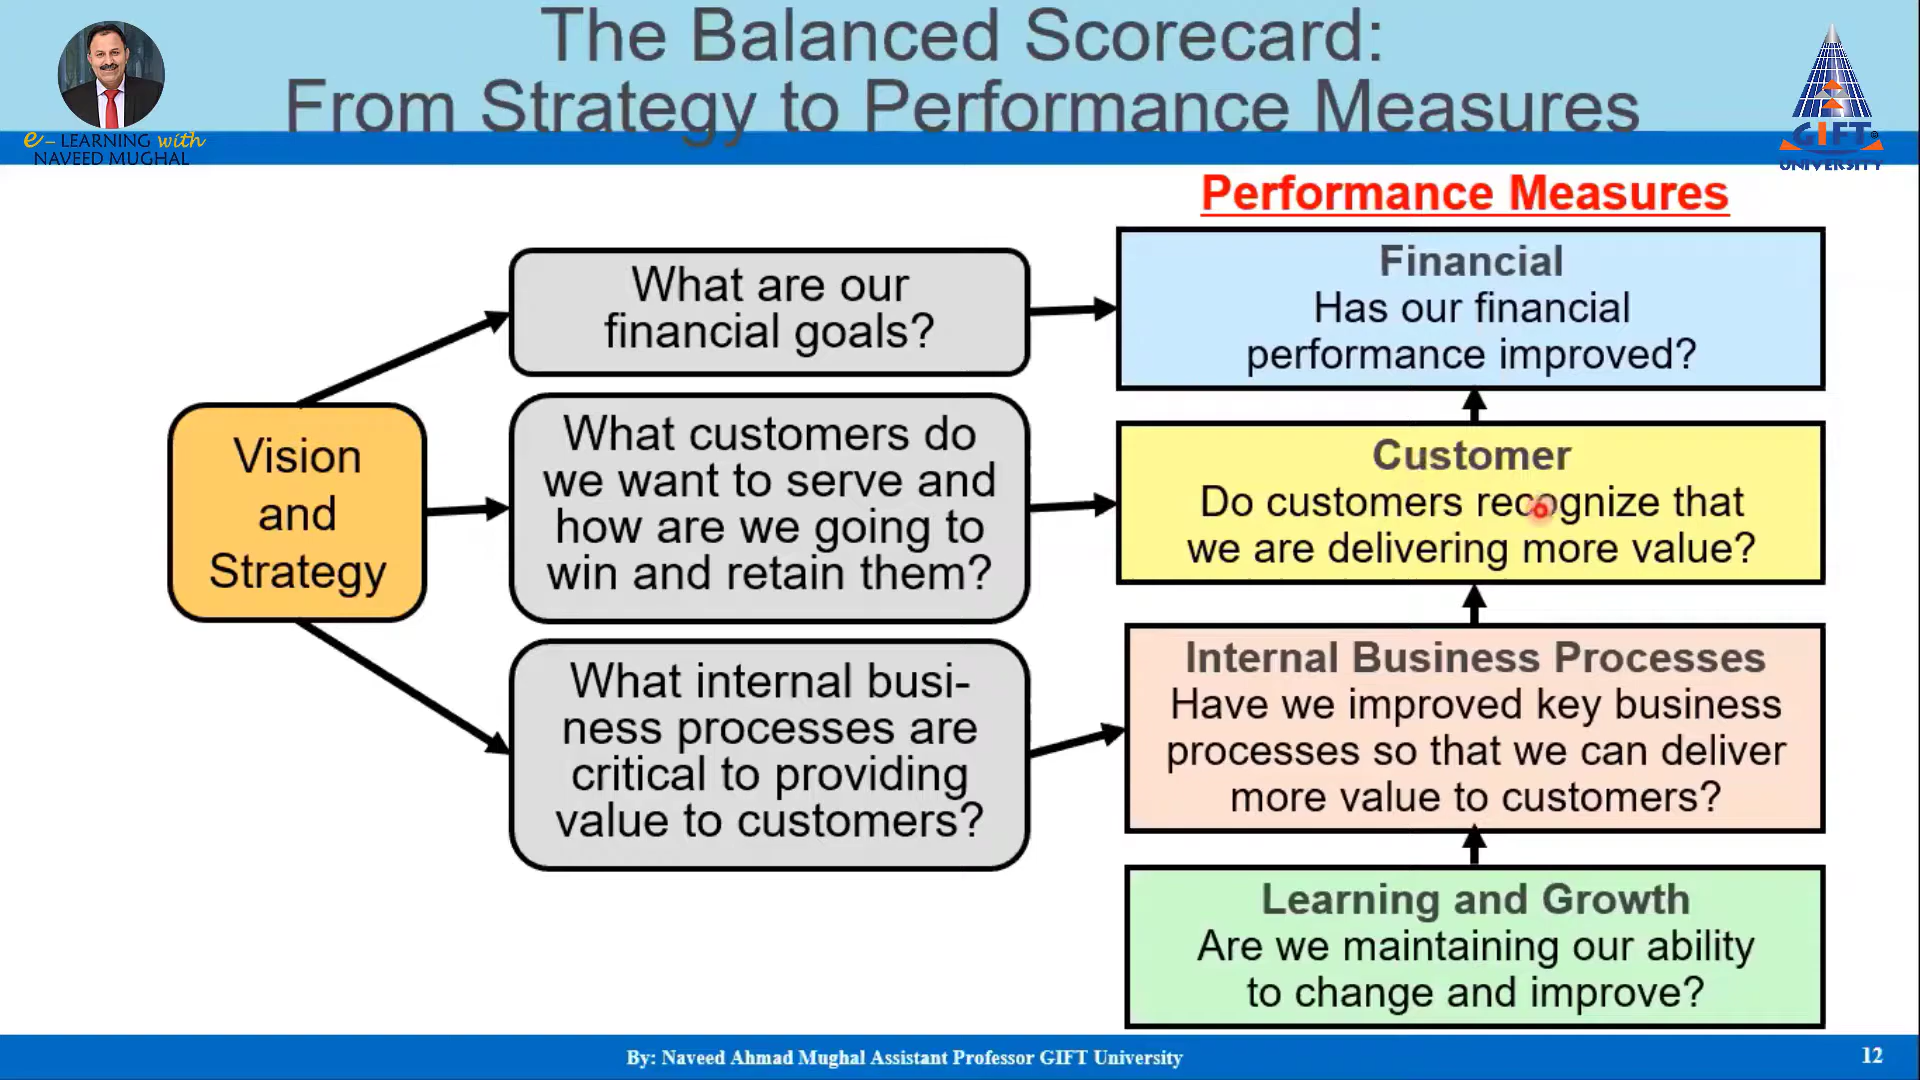 The Balanced Scorecard:
From Strategy to Performance Measures
e- LEARNING with
NAVEED MUGHAL
GIFT
UNIVERSITY
Performance Measures
Vision
and
Strategy
What are our
financial goals?
What customers do
we want to serve and
how are we going to
win and retain them?
What internal busi-
ness processes are
critical to providing
value to customers?
Financial
Has our financial
performance improved?
Customer
Do customers recognize that
we are delivering more value?
Internal Business Processes
Have we improved key business
processes so that we can deliver
more value to customers?
Learning and Growth
Are we maintaining our ability
to change and improve?
By: Naveed Ahmad Mughal Assistant Professor GIFT University
12